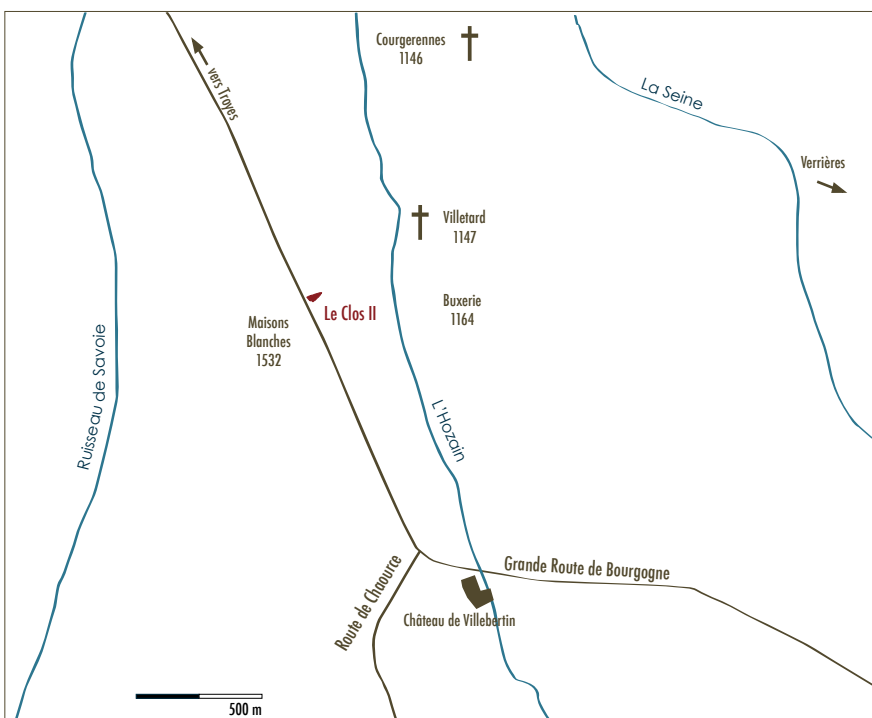 Courgerennes
1146
vers Troyes
La Seine
Verrières
Villetard
1147
Buxerie
1164
Le Clos II
Maisons
Blanches
1532
Ruisseau de Savoie
L'Hozain
Grande Route de Bourgogne
Route de Chaource
Château de Villebertin
500 m